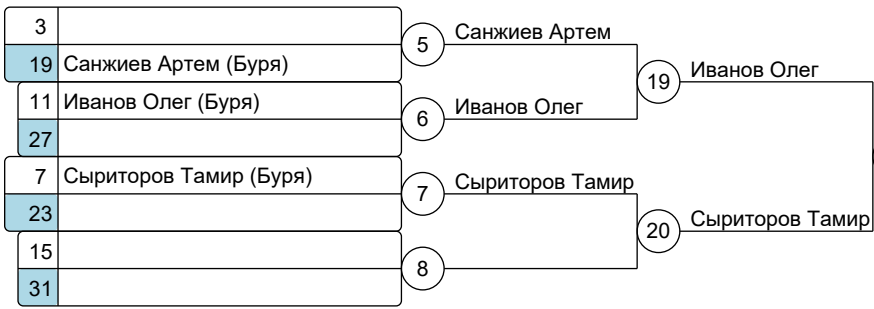 3
5 Санжиев Артем
19 Санжиев Артем (Буря)
19 Иванов Олег
11 Иванов Олег (Буря)
6 Иванов Олег
27
7 Сыриторов Тамир (Буря)
7 Сыриторов Тамир
23
20 Сыриторов Тамир
15
8
31